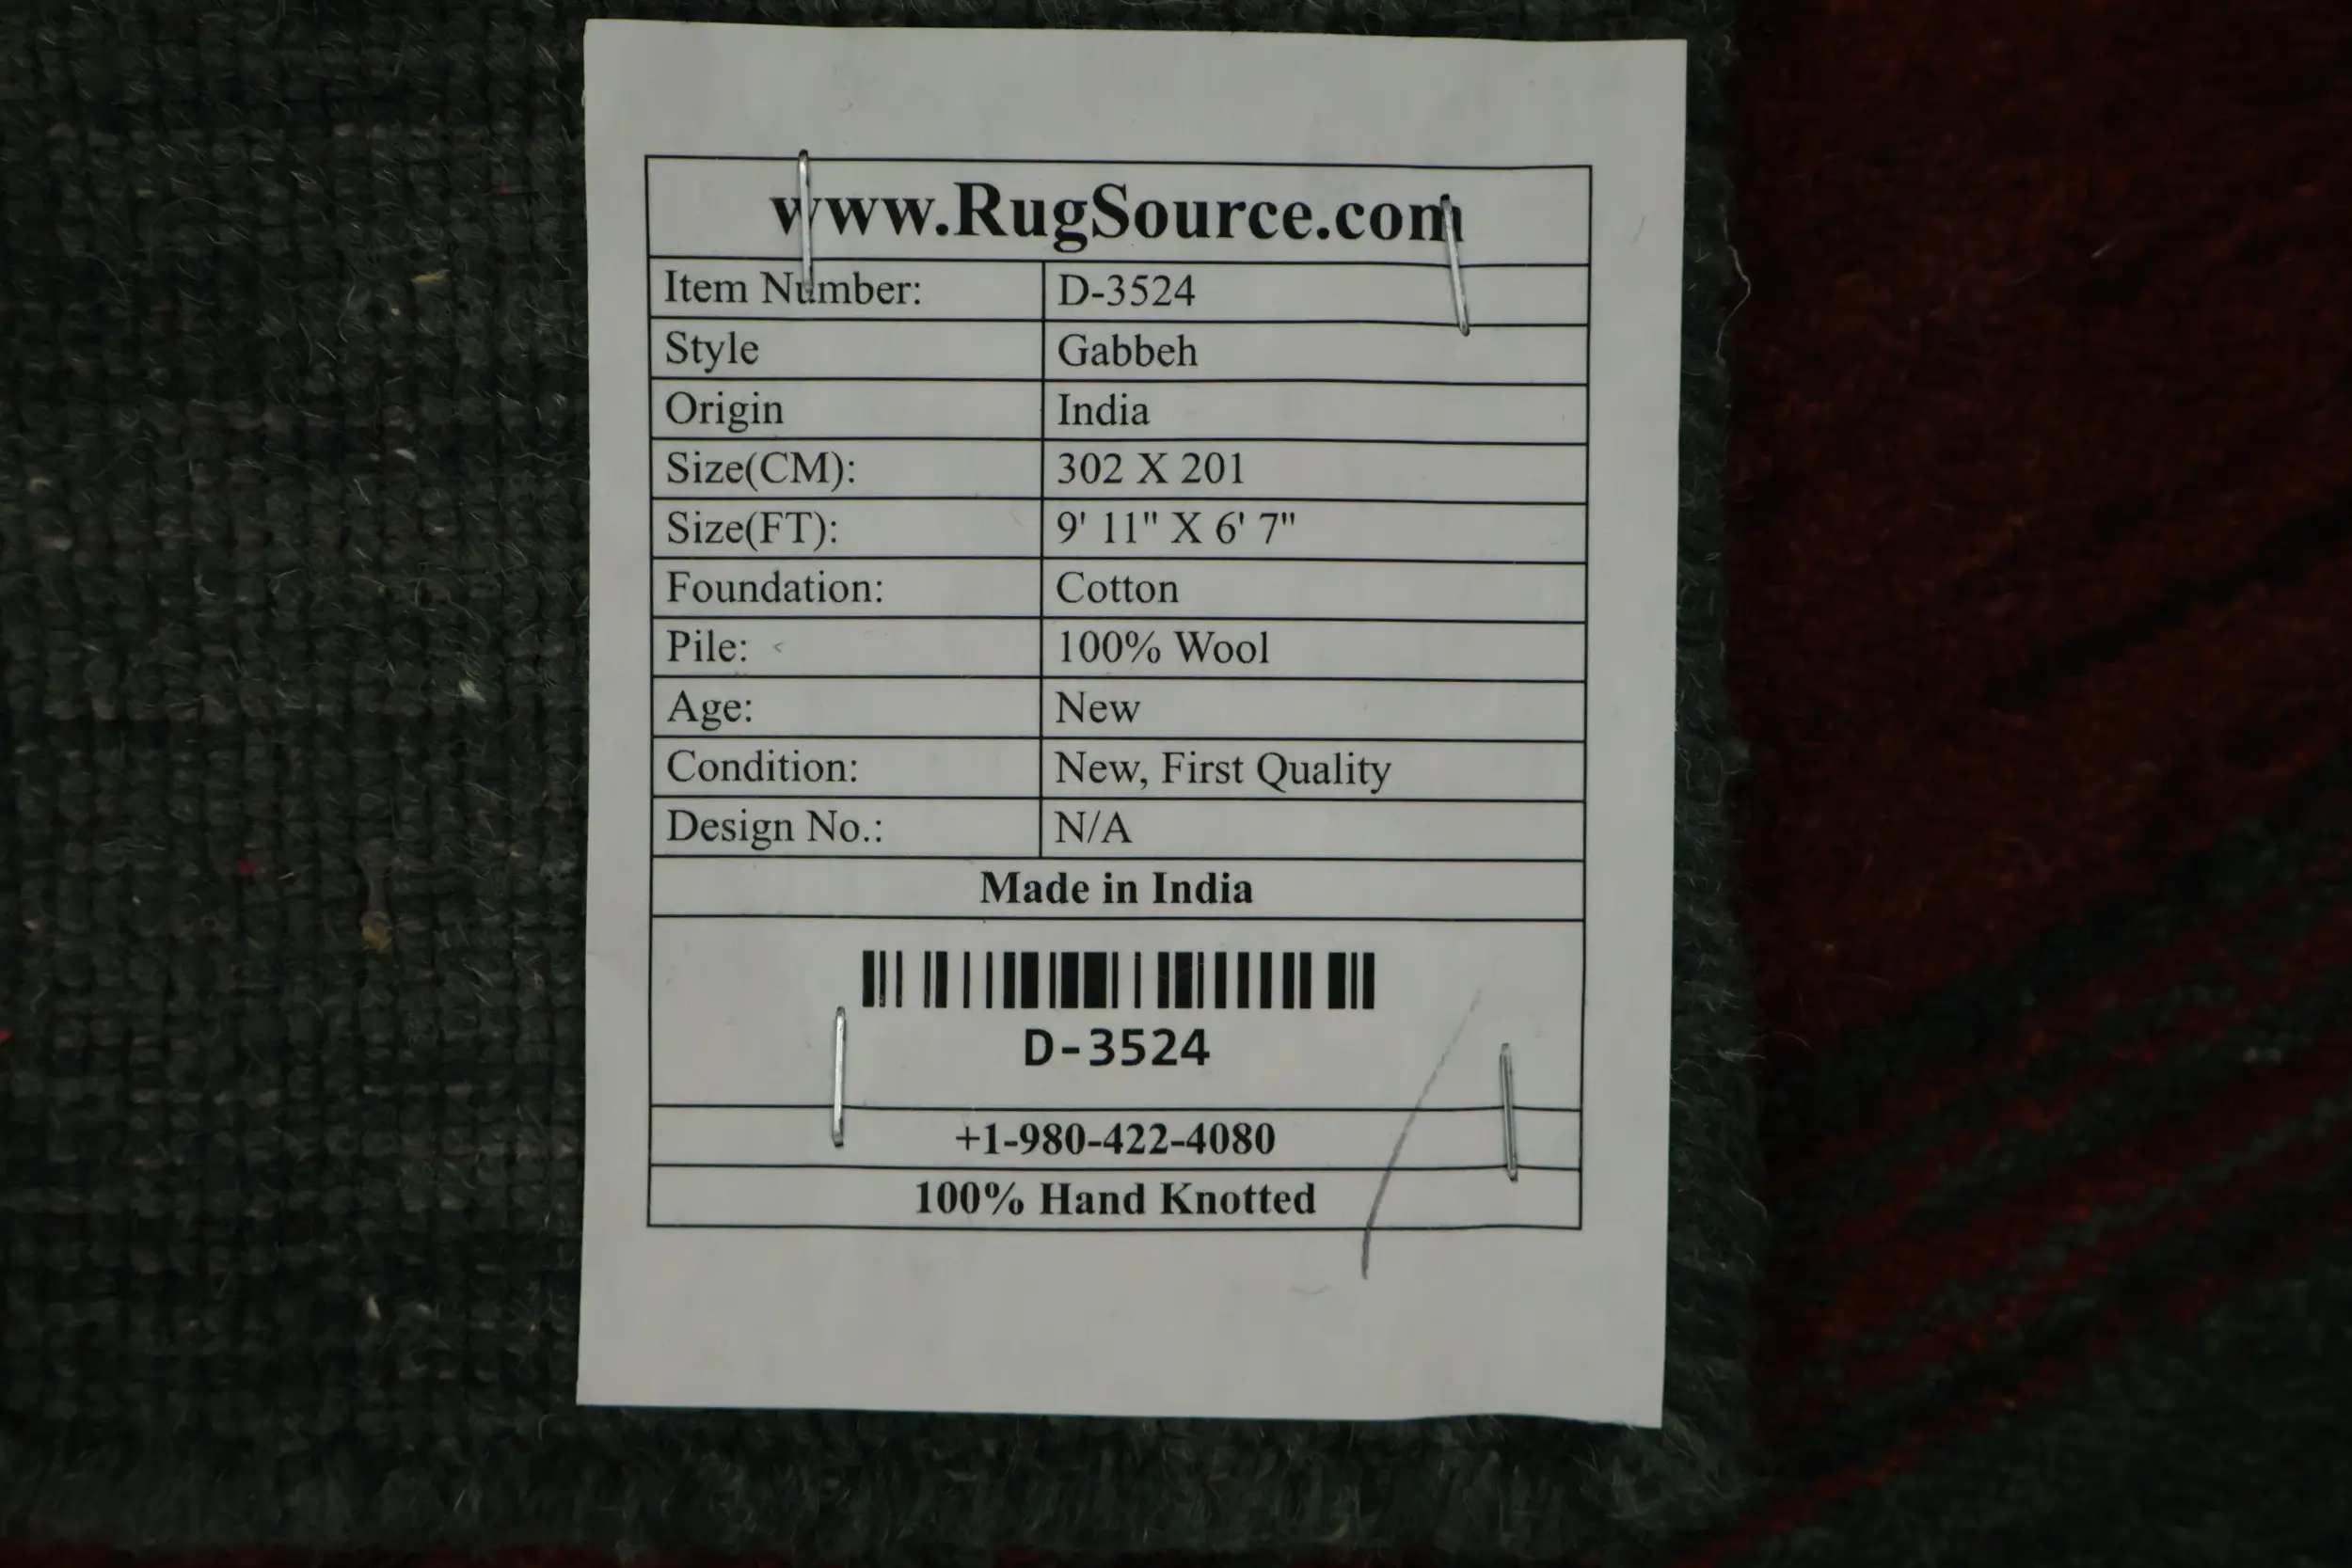 www.RugSource.com
Item Number: D-3524
Style Gabbeh
Origin India
Size(CM): 302 X 201
Size(FT): 9' 11" X 6' 7"
Foundation: Cotton
Pile: 100% Wool
Age: New
Condition: New, First Quality
Design No.: N/A
Made in India
D-3524
+1-980-422-4080
100% Hand Knotted